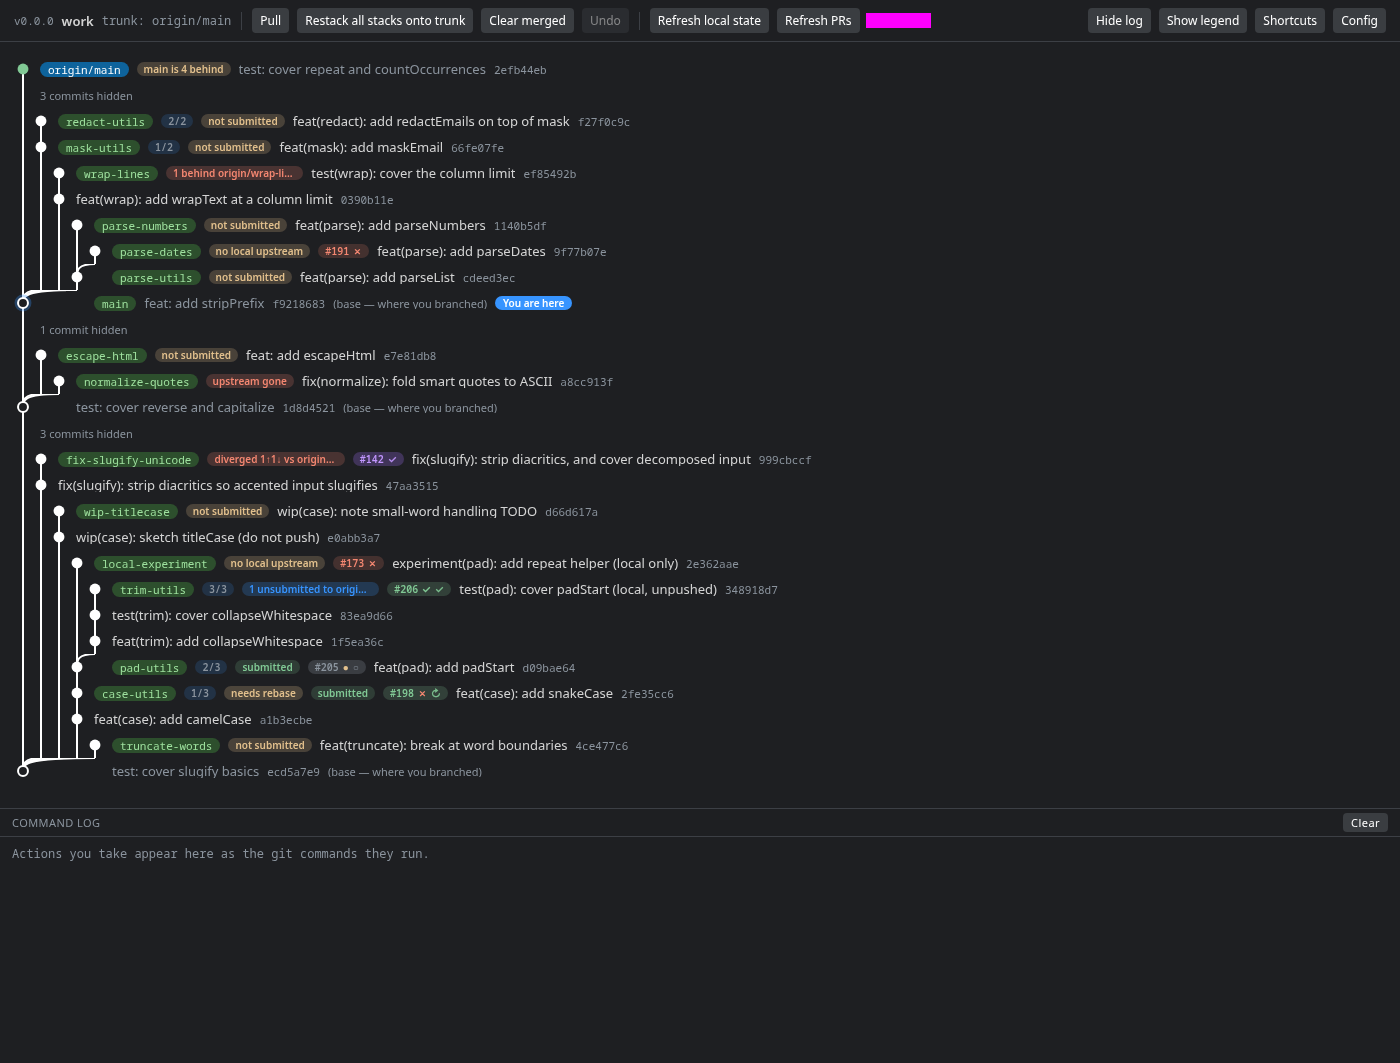 v0.0.0 work trunk: origin/main Pull Restack all stacks onto trunk Clear merged Undo Refresh local state Refresh PRs Hide log Show legend Shortcuts Config
origin/main main is 4 behind test: cover repeat and countOccurrences 2efb44eb
3 commits hidden
redact-utils 2/2 not submitted feat(redact): add redactEmails on top of mask f27f0c9c
mask-utils 1/2 not submitted feat(mask): add maskEmail 66fe07fe
wrap-lines 1 behind origin/wrap-li... test(wrap): cover the column limit ef85492b
feat(wrap): add wrapText at a column limit 0390b11e
parse-numbers not submitted feat(parse): add parseNumbers 1140b5df
parse-dates no local upstream #191 × feat(parse): add parseDates 9f77b07e
parse-utils not submitted feat(parse): add parseList cdeed3ec
main feat: add stripPrefix f9218683 (base — where you branched) You are here
1 commit hidden
escape-html not submitted feat: add escapeHtml e7e81db8
normalize-quotes upstream gone fix(normalize): fold smart quotes to ASCII a8cc913f
test: cover reverse and capitalize 1d8d4521 (base — where you branched)
3 commits hidden
fix-slugify-unicode diverged 1↑1↓ vs origin... #142 ✓ fix(slugify): strip diacritics, and cover decomposed input 999cbccf
fix(slugify): strip diacritics so accented input slugifies 47aa3515
wip-titlecase not submitted wip(case): note small-word handling TODO d66d617a
wip(case): sketch titleCase (do not push) e0abb3a7
local-experiment no local upstream #173 × experiment(pad): add repeat helper (local only) 2e362aae
trim-utils 3/3 1 unsubmitted to origi... #206 ✓ ✓ test(pad): cover padStart (local, unpushed) 348918d7
test(trim): cover collapseWhitespace 83ea9d66
feat(trim): add collapseWhitespace 1f5ea36c
pad-utils 2/3 submitted #205 ● ○ feat(pad): add padStart d09bae64
case-utils 1/3 needs rebase submitted #198 × ↻ feat(case): add snakeCase 2fe35cc6
feat(case): add camelCase a1b3ecbe
truncate-words not submitted feat(truncate): break at word boundaries 4ce477c6
test: cover slugify basics ecd5a7e9 (base — where you branched)
COMMAND LOG Clear
Actions you take appear here as the git commands they run.